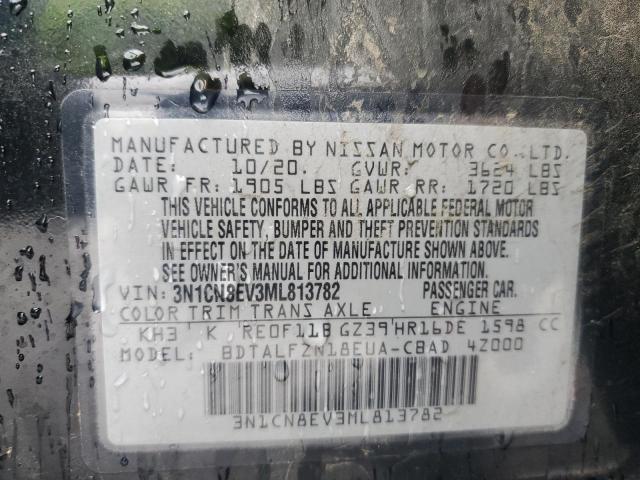 MANUFACTURED BY NISSAN MOTOR CO., LTD.
DATE: 10/20. GVWR: 3624 LBS
GAWR FR: 1905 LBS GAWR RR: 1720 LBS
THIS VEHICLE CONFORMS TO ALL APPLICABLE FEDERAL MOTOR
VEHICLE SAFETY, BUMPER AND THEFT PREVENTION STANDARDS
IN EFFECT ON THE DATE OF MANUFACTURE SHOWN ABOVE.
SEE OWNER'S MANUAL FOR ADDITIONAL INFORMATION.
VIN: 3N1CN8EV3ML813782 PASSENGER CAR.
COLOR TRIM TRANS AXLE ENGINE
KH3 K RE0F11B GZ39 HR16DE 1598 CC
MODEL: BDTALFZN18EUA-CBAD 4Z000
3N1CN8EV3ML813782